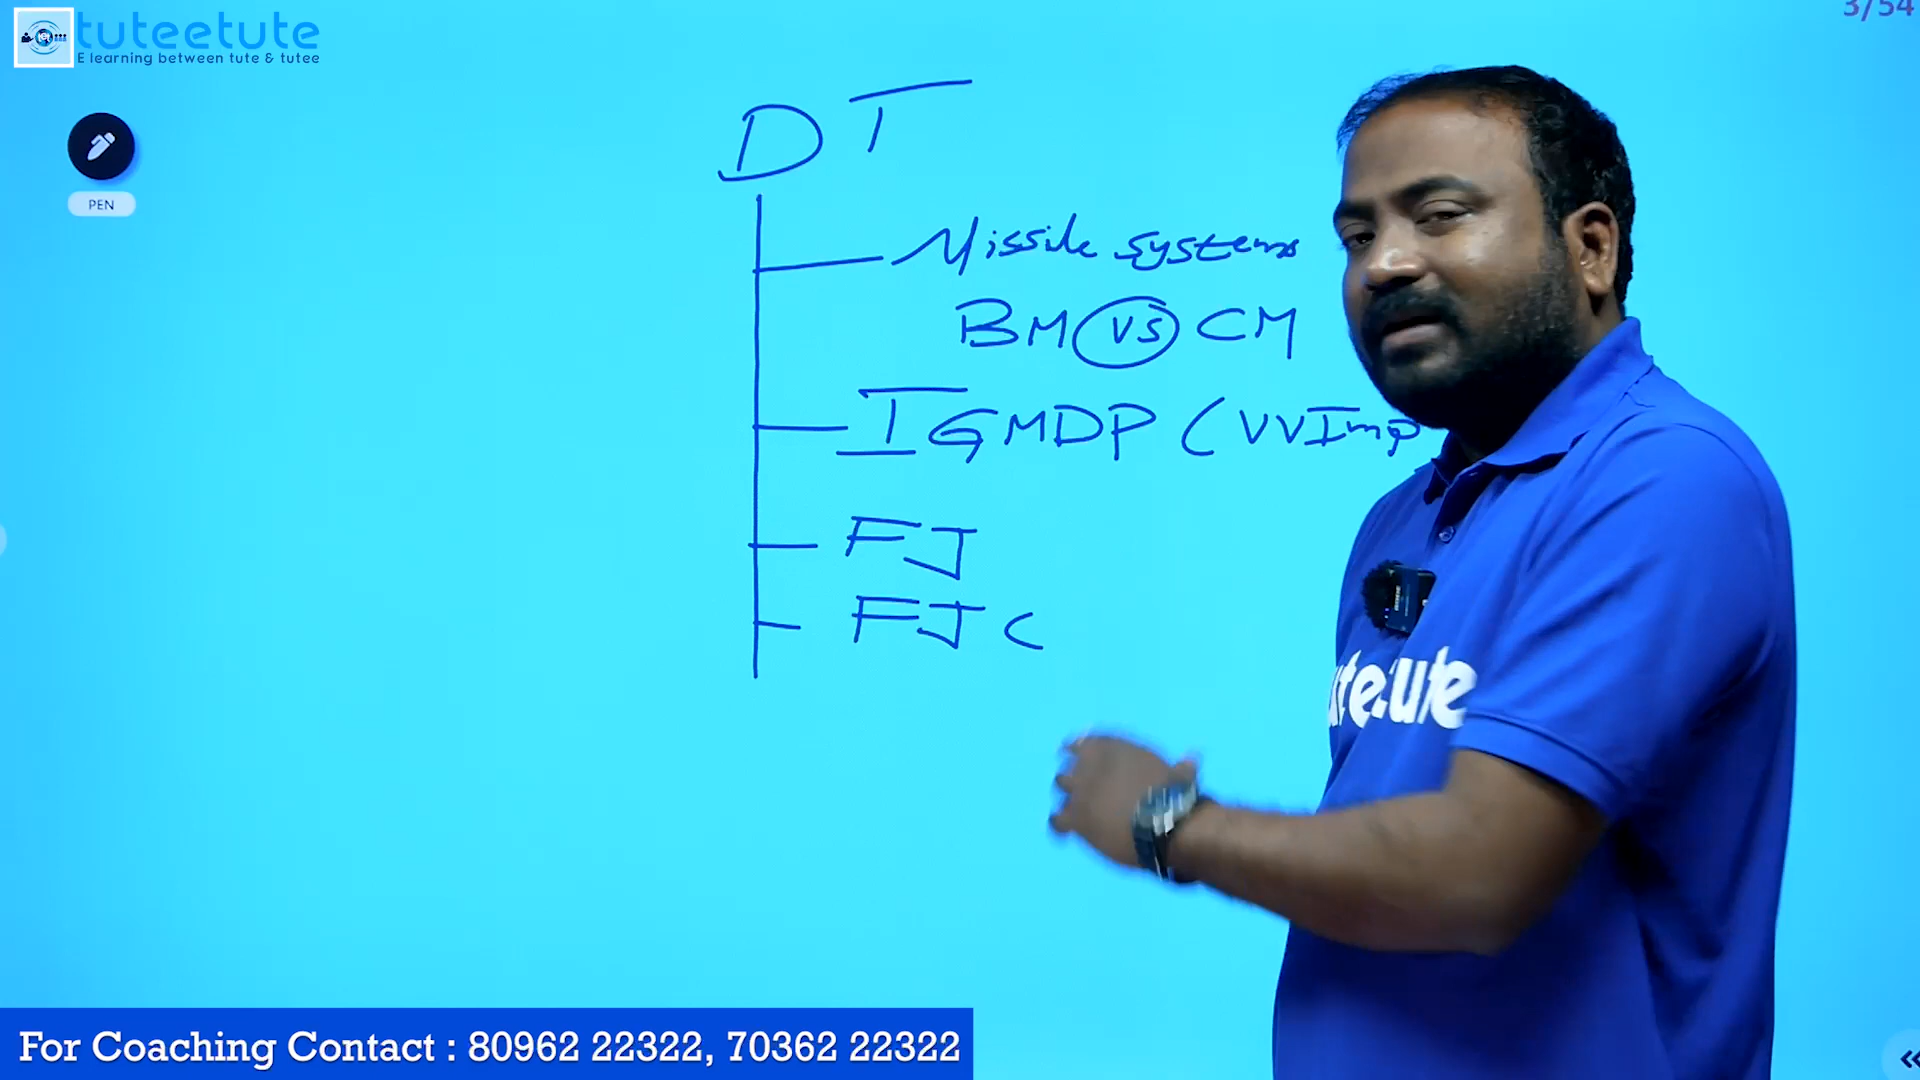 3/54
tuteetute
E learning between tute & tutee
PEN
DT
Missile systems
BM vs CM
IGMDP (VVImp
FJ
FJC
utetute
For Coaching Contact : 80962 22322, 70362 22322